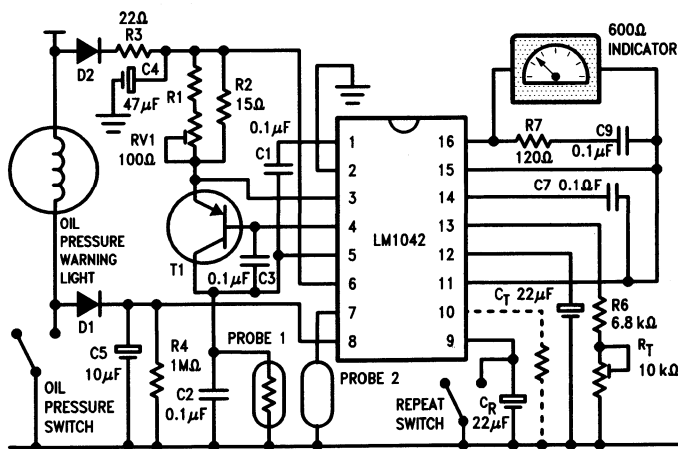 22Ω
R3
D2
C4
47µF
R1
R2
15Ω
RV1
100Ω
0.1µF
C1
600Ω
INDICATOR
R7
120Ω
C9
0.1µF
C7 0.1ΩF
1
2
3
4
5
6
7
8
16
15
14
13
12
11
10
9
LM1042
OIL
PRESSURE
WARNING
LIGHT
T1
0.1µF
C3
D1
C5
10µF
R4
1MΩ
C2
0.1µF
PROBE 1
PROBE 2
OIL
PRESSURE
SWITCH
REPEAT
SWITCH
CT 22µF
CR
22µF
R6
6.8 kΩ
RT
10 kΩ